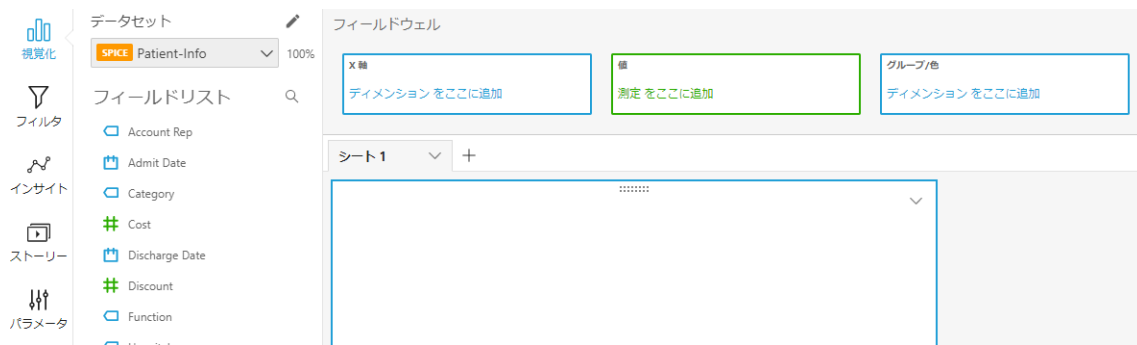 視覚化
フィルタ
インサイト
ストーリー
パラメータ
データセット
SPICE Patient-Info 100%
フィールドリスト
Account Rep
Admit Date
Category
Cost
Discharge Date
Discount
Function
フィールドウェル
X 軸
ディメンション をここに追加
値
測定 をここに追加
グループ/色
ディメンション をここに追加
シート 1